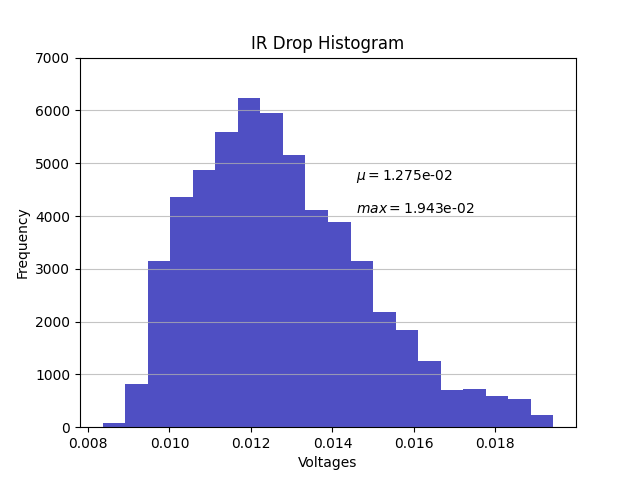 IR Drop Histogram
7000
6000
5000
4000
3000
2000
1000
0
Frequency
μ = 1.275e-02
max = 1.943e-02
0.008 0.010 0.012 0.014 0.016 0.018
Voltages